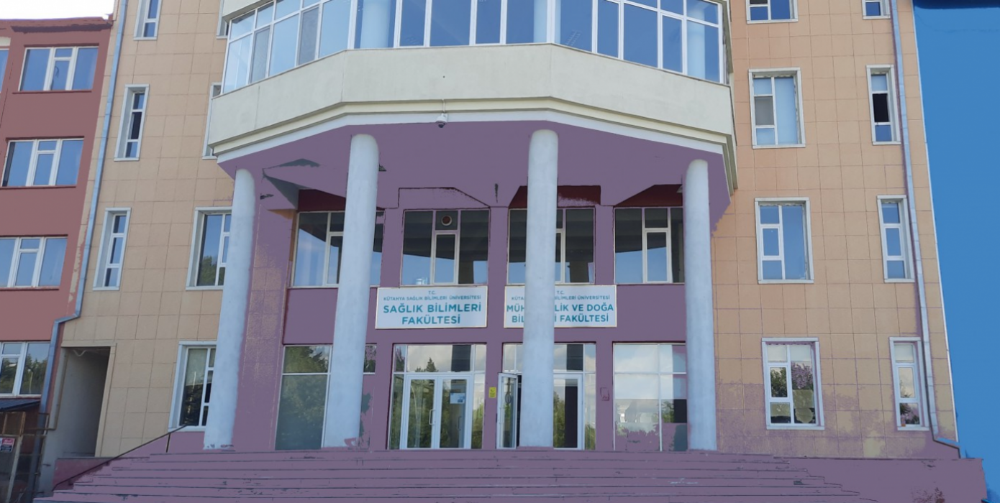 T.C.
KÜTAHYA SAĞLIK BİLİMLERİ ÜNİVERSİTESİ
SAĞLIK BİLİMLERİ
FAKÜLTESİ
BİLİMLERİ ÜNİVERSİTESİ
VE DOĞA
FAKÜLTESİ